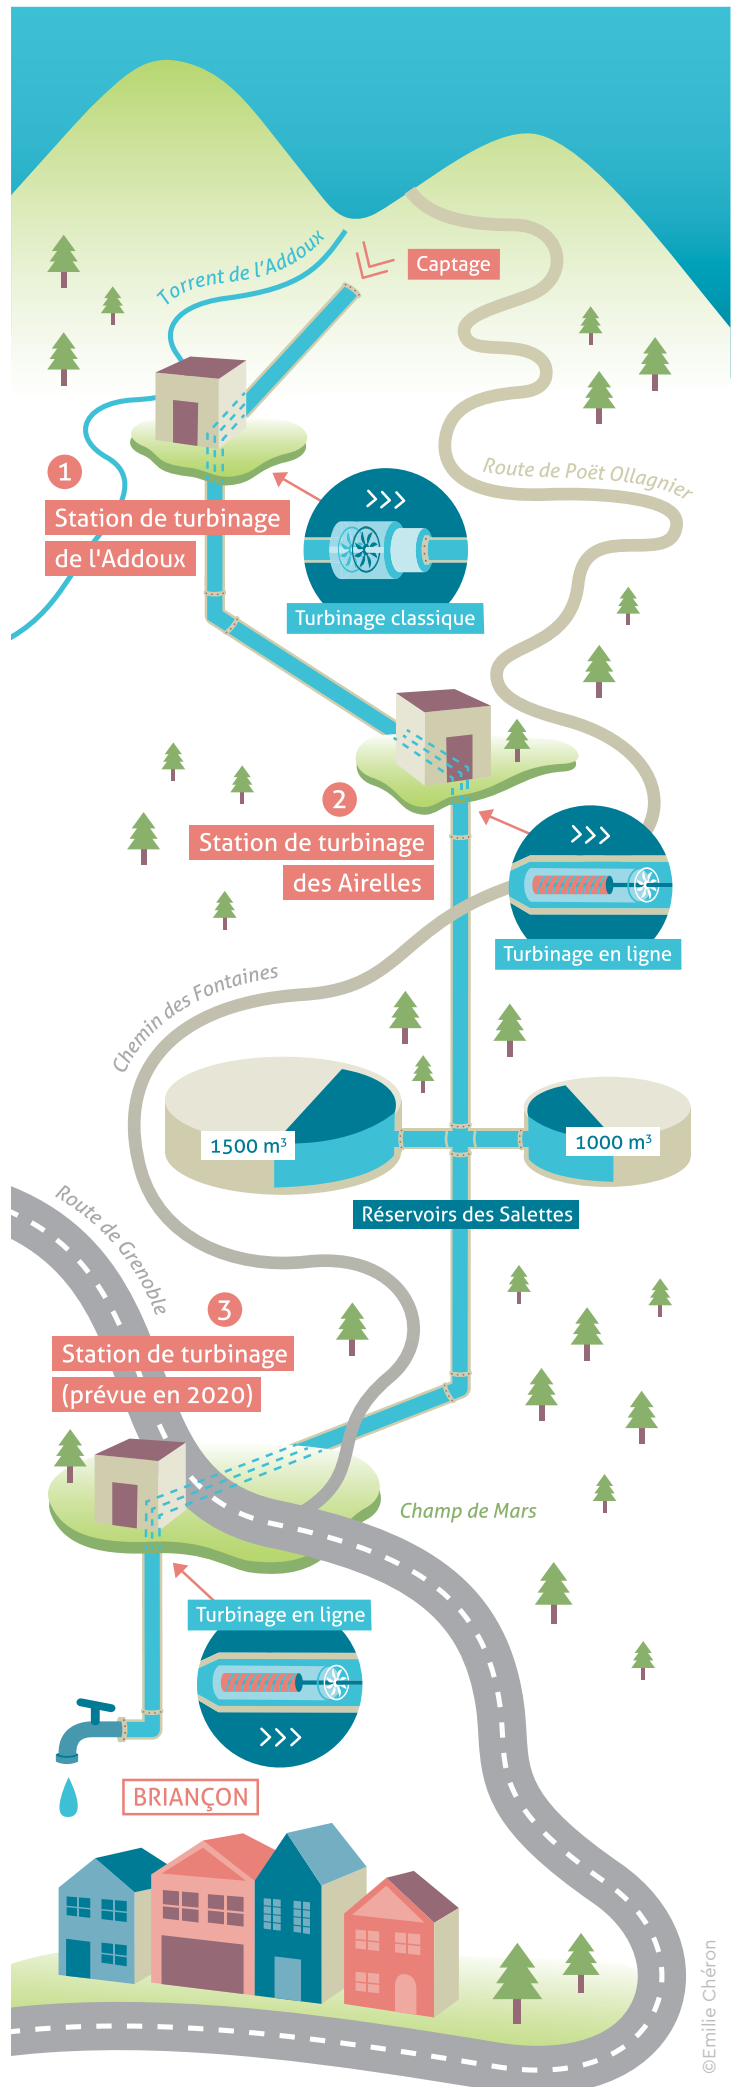 Torrent de l'Addoux
Captage
Route de Poët Ollagnier
1
Station de turbinage
de l'Addoux
>>>
Turbinage classique
2
Station de turbinage
des Airelles
>>>
Turbinage en ligne
Chemin des Fontaines
1500 m³
1000 m³
Réservoirs des Salettes
Route de Grenoble
3
Station de turbinage
(prévue en 2020)
Champ de Mars
Turbinage en ligne
>>>
BRIANÇON
©Emilie Chéron